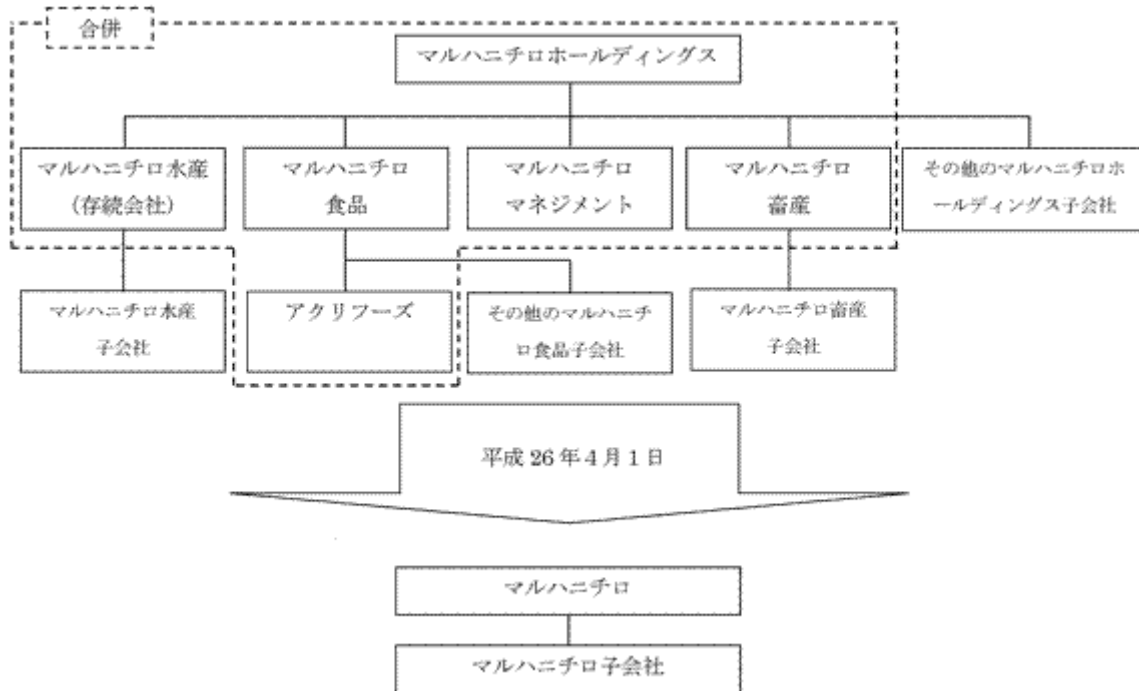 合併
マルハニチロホールディングス
マルハニチロ水産
(存続会社)
マルハニチロ
食品
マルハニチロ
マネジメント
マルハニチロ
畜産
その他のマルハニチロホ
ールディングス子会社
マルハニチロ水産
子会社
アクリフーズ
その他のマルハニチ
ロ食品子会社
マルハニチロ畜産
子会社
平成 26 年 4 月 1 日
マルハニチロ
マルハニチロ子会社